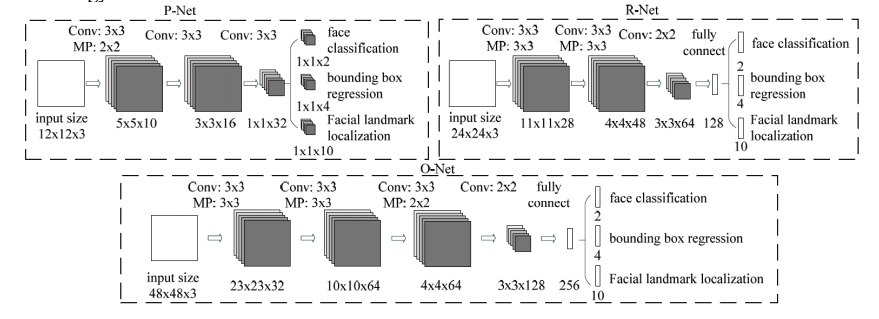 P-Net
Conv: 3x3
MP: 2x2
Conv: 3x3
Conv: 3x3
input size
12x12x3
5x5x10
3x3x16
1x1x32
face
classification
1x1x2
bounding box
regression
1x1x4
Facial landmark
localization
1x1x10
R-Net
Conv: 3x3
MP: 3x3
Conv: 3x3
MP: 3x3
Conv: 2x2
fully
connect
input size
24x24x3
11x11x28
4x4x48
3x3x64
128
face classification
2
bounding box
regression
4
Facial landmark
localization
10
O-Net
Conv: 3x3
MP: 3x3
Conv: 3x3
MP: 3x3
Conv: 3x3
MP: 2x2
Conv: 2x2
fully
connect
input size
48x48x3
23x23x32
10x10x64
4x4x64
3x3x128
256
face classification
2
bounding box regression
4
Facial landmark localization
10